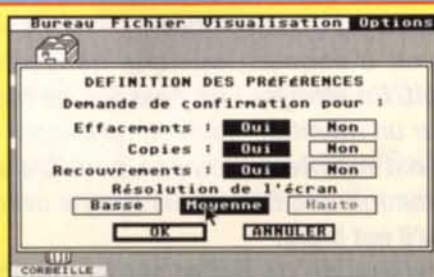 Bureau Fichier Visualisation Options
DEFINITION DES PRéFéRENCES
Demande de confirmation pour
Effacements : Oui Non
Copies : Oui Non
Recouvrements : Oui Non
Résolution de l'écran
Basse Moyenne Haute
OK ANNULER
CORBEILLE